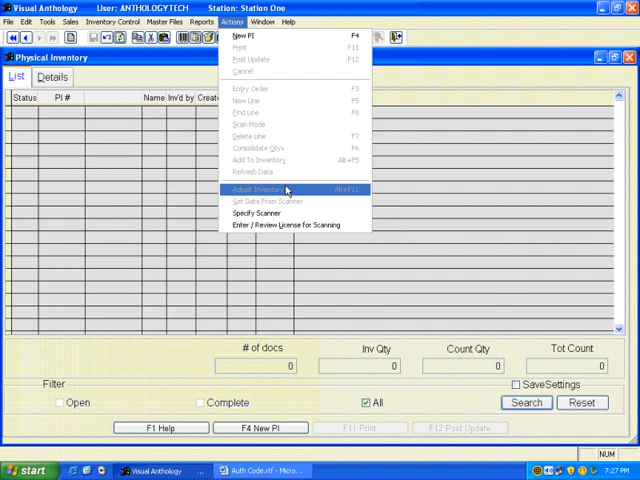 Visual Anthology User: ANTHOLOGYTECH Station: Station One
File Edit Tools Sales Inventory Control Master Files Reports Actions Window Help
New PI F4
Print F11
Post Update F12
Cancel
Entry Order F3
New Line F5
Find Line F8
Scan Mode
Delete Line F7
Consolidate Qtys F6
Add To Inventory Alt+F5
Refresh Data
Adjust Inventory Alt+F12
Get Data From Scanner
Specify Scanner
Enter / Review License for Scanning
Physical Inventory
List Details
Status PI # Name Inv'd by Create
# of docs Inv Qty Count Qty Tot Count
0 0 0 0
Filter
SaveSettings
Open Complete All Search Reset
F1 Help F4 New PI F11 Print F12 Post Update
NUM
start Visual Anthology ... Auth Code.rtf - Micro... 7:27 PM